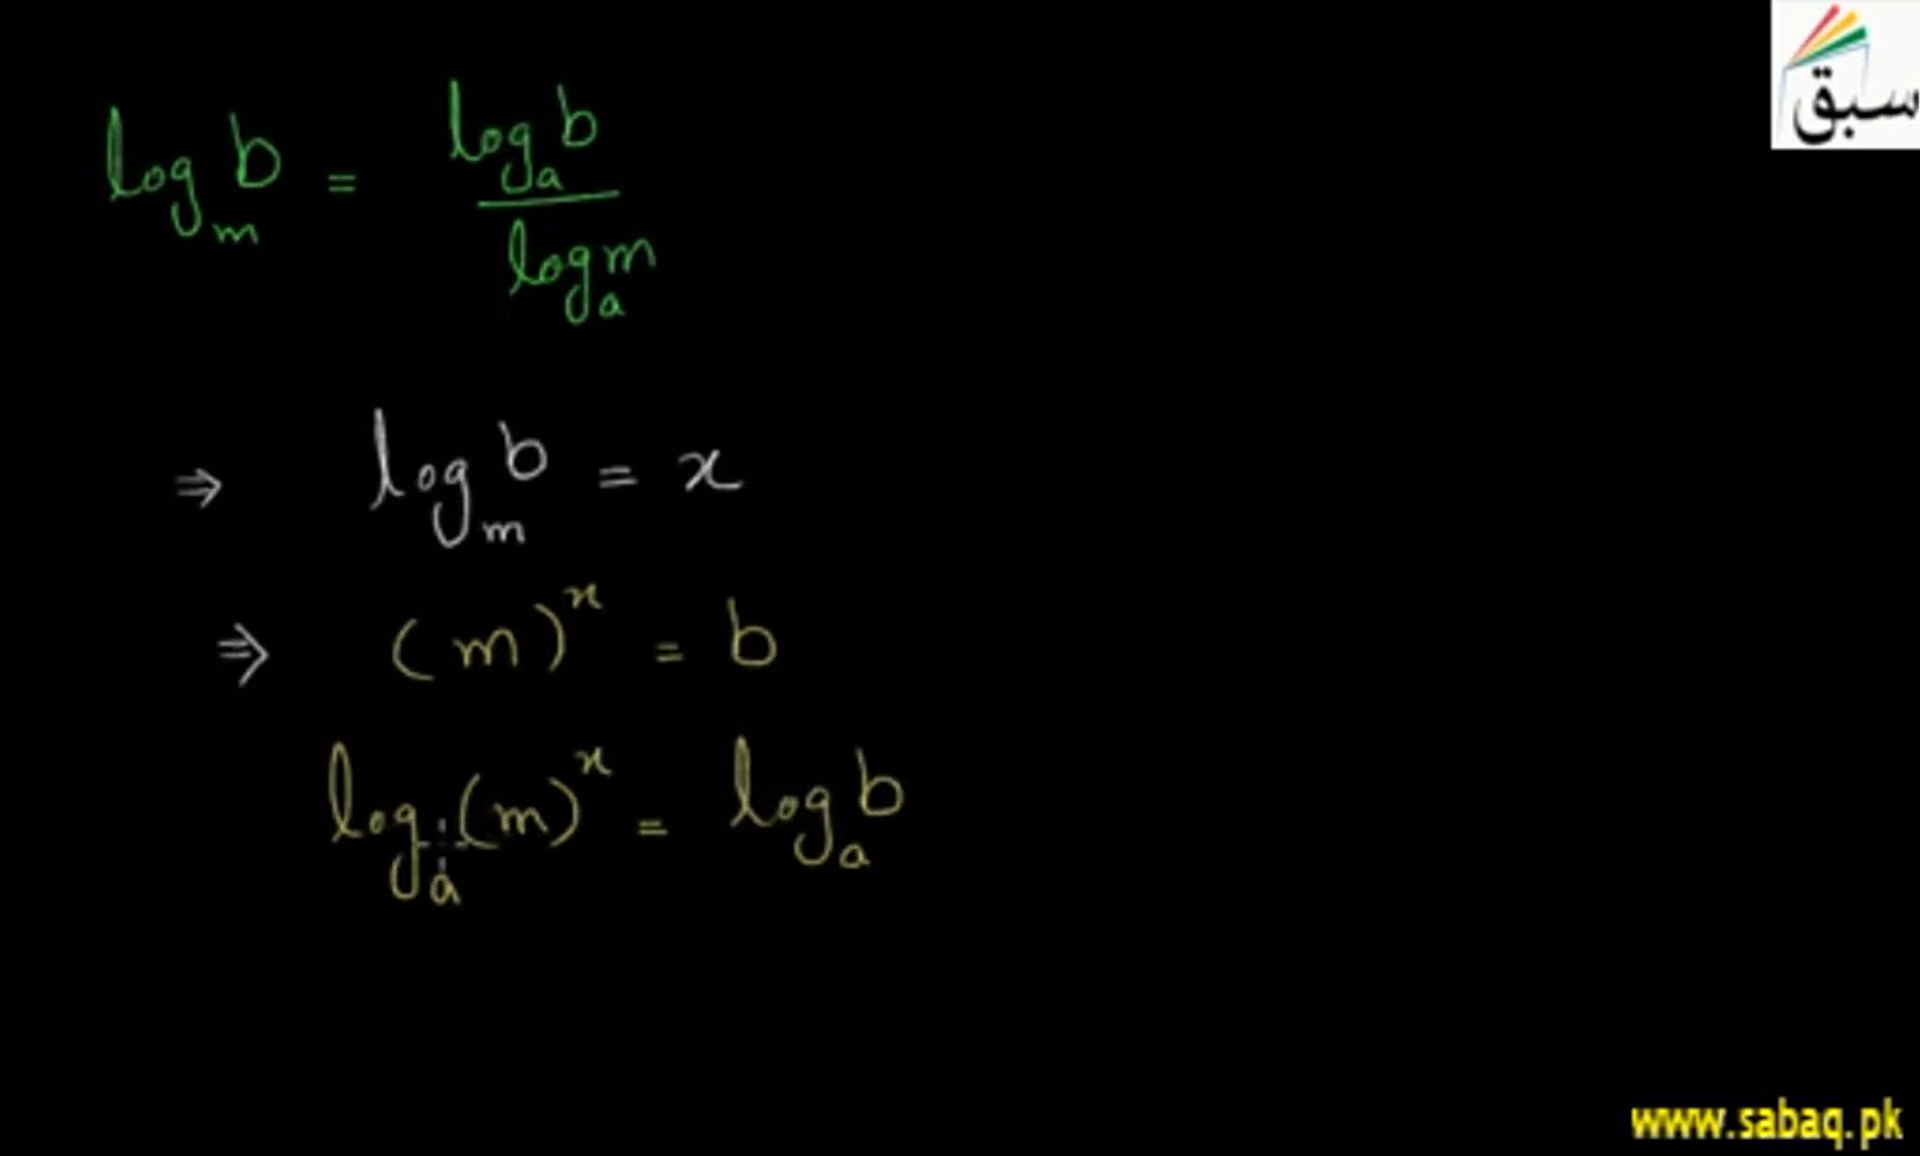 سبق
log_m b = log_a b / log_a m
⇒ log_m b = x
⇒ (m)^x = b
log_a (m)^x = log_a b
www.sabaq.pk